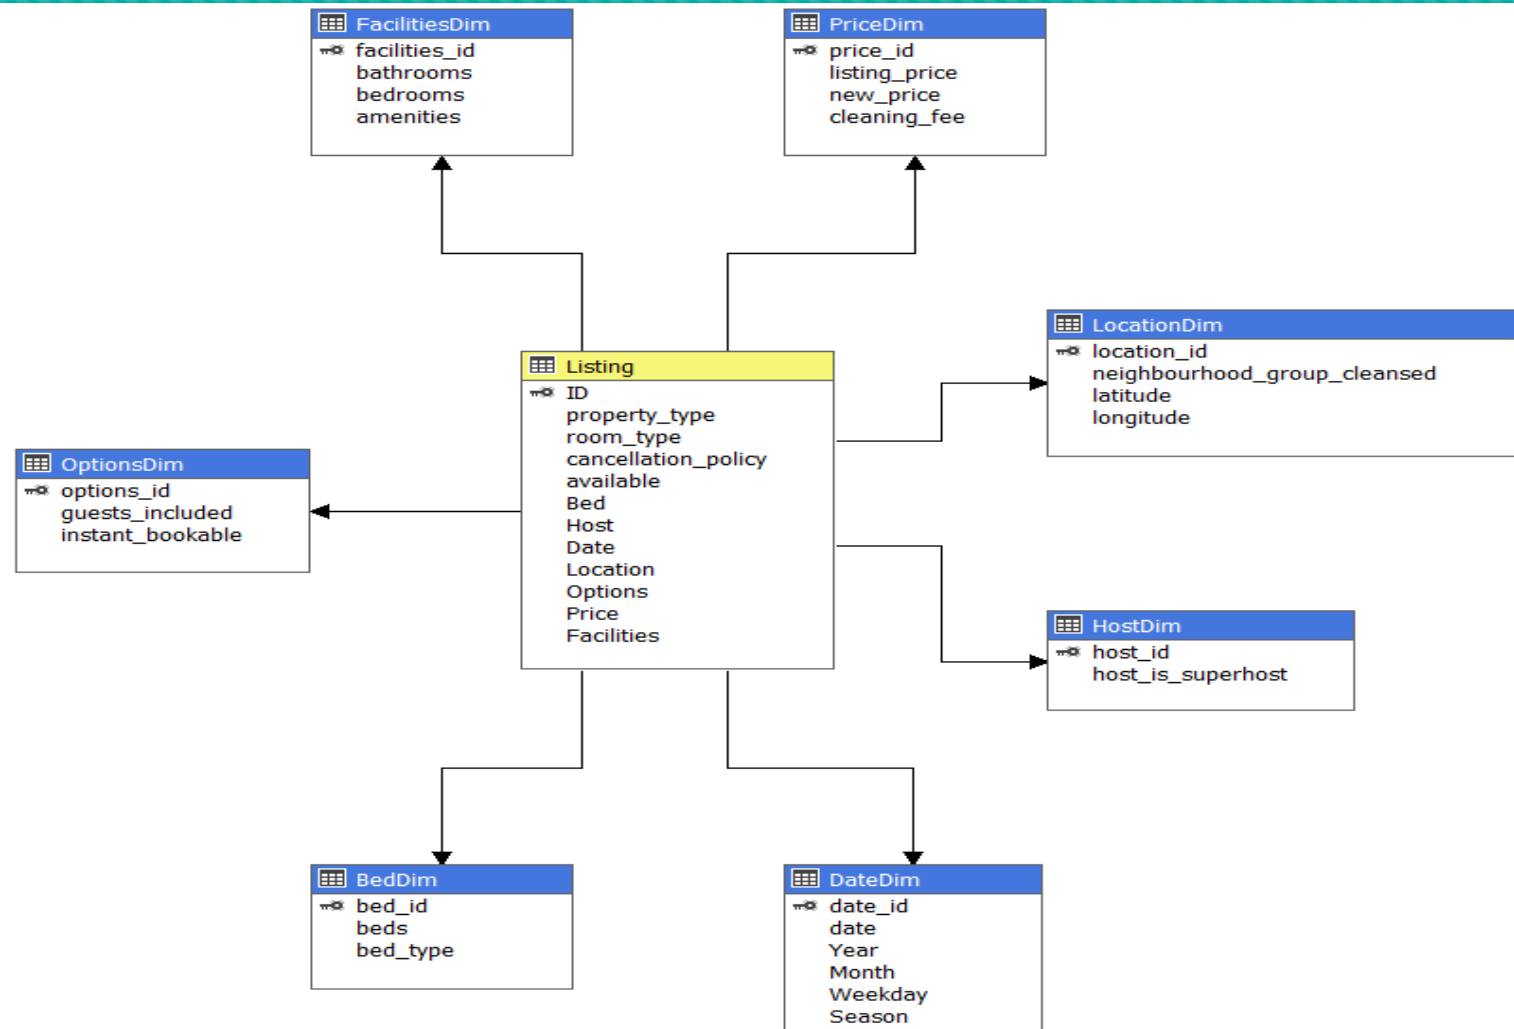 FacilitiesDim
facilities_id
bathrooms
bedrooms
amenities
PriceDim
price_id
listing_price
new_price
cleaning_fee
LocationDim
location_id
neighbourhood_group_cleansed
latitude
longitude
Listing
ID
property_type
room_type
cancellation_policy
available
Bed
Host
Date
Location
Options
Price
Facilities
OptionsDim
options_id
guests_included
instant_bookable
HostDim
host_id
host_is_superhost
BedDim
bed_id
beds
bed_type
DateDim
date_id
date
Year
Month
Weekday
Season